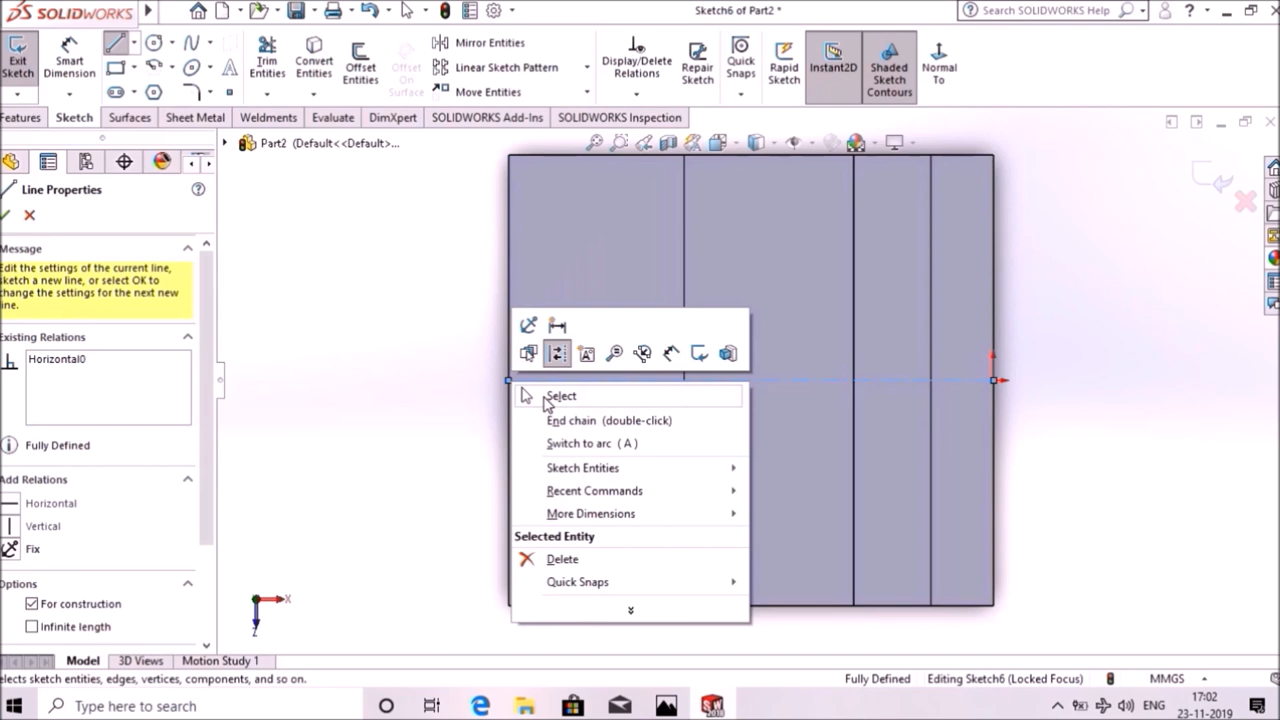 SOLIDWORKS
Sketch6 of Part2 *
Search SOLIDWORKS Help
Exit
Sketch
Smart
Dimension
Trim
Entities
Convert
Entities
Offset
Entities
Offset
On
Surface
Mirror Entities
Linear Sketch Pattern
Move Entities
Display/Delete
Relations
Repair
Sketch
Quick
Snaps
Rapid
Sketch
Instant2D
Shaded
Sketch
Contours
Normal
To
Features
Sketch
Surfaces
Sheet Metal
Weldments
Evaluate
DimXpert
SOLIDWORKS Add-Ins
SOLIDWORKS Inspection
Part2 (Default<<Default>...
Line Properties
Message
Edit the settings of the current line,
sketch a new line, or select OK to
change the settings for the next new
line.
Existing Relations
Horizontal0
Fully Defined
Add Relations
Horizontal
Vertical
Fix
Options
For construction
Infinite length
Select
End chain (double-click)
Switch to arc (A)
Sketch Entities
Recent Commands
More Dimensions
Selected Entity
Delete
Quick Snaps
X
Z
Model
3D Views
Motion Study 1
elects sketch entities, edges, vertices, components, and so on.
Fully Defined
Editing Sketch6 (Locked Focus)
MMGS
Type here to search
ENG
17:02
23-11-2019